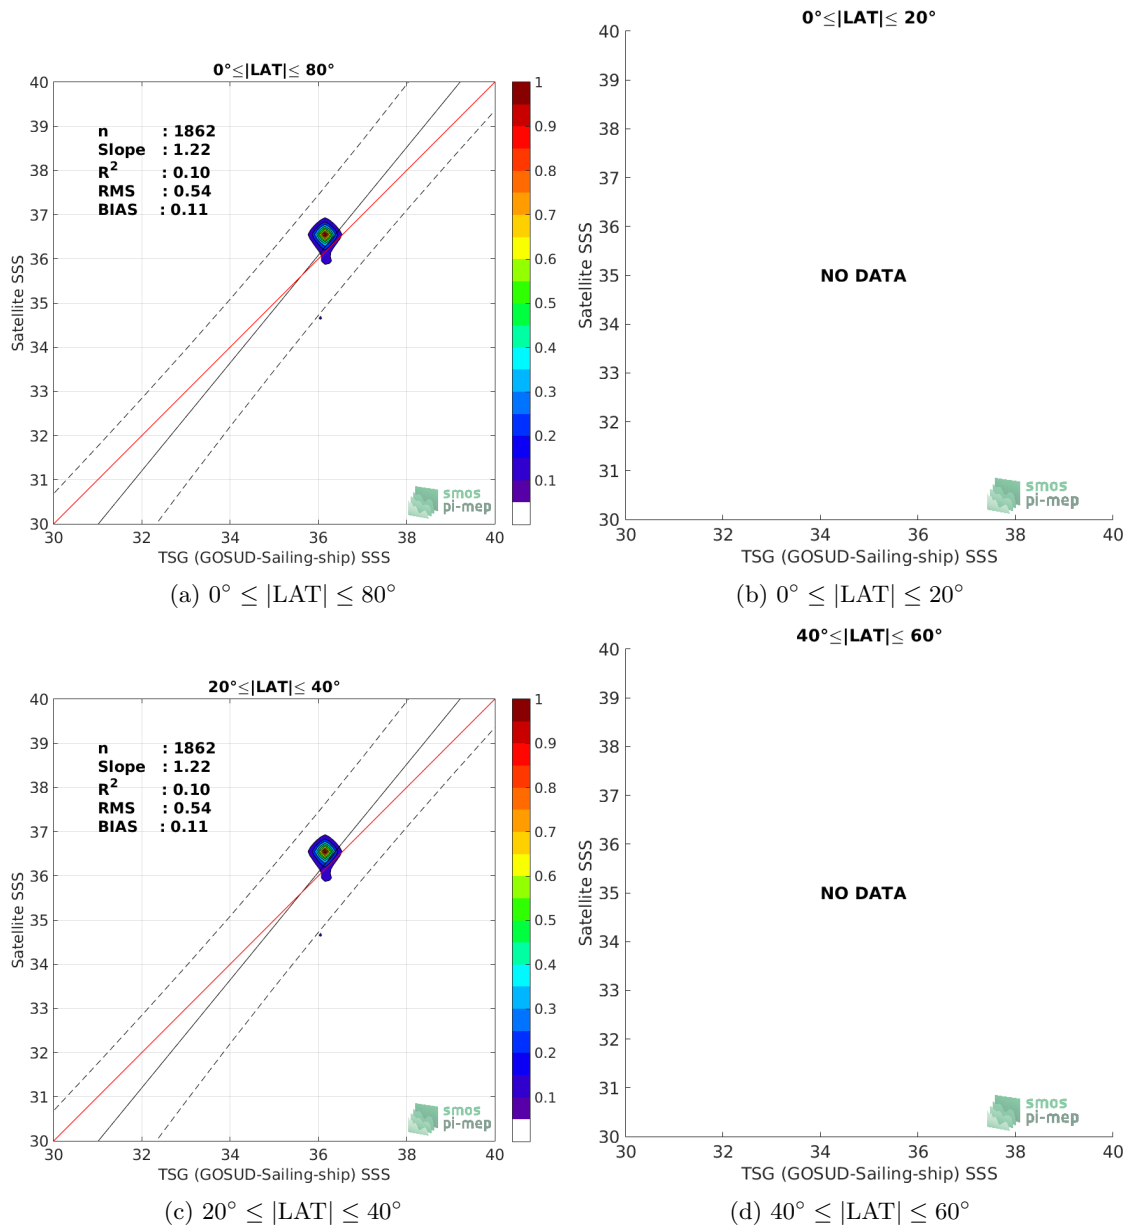 0°≤|LAT|≤ 80°
40
39
38
37
36
35
34
33
32
31
30
30
32
34
36
38
40
Satellite SSS
TSG (GOSUD-Sailing-ship) SSS
n : 1862
Slope : 1.22
R² : 0.10
RMS : 0.54
BIAS : 0.11
smos
pi-mep
1
0.9
0.8
0.7
0.6
0.5
0.4
0.3
0.2
0.1
(a) 0° ≤ |LAT| ≤ 80°
0°≤|LAT|≤ 20°
40
39
38
37
36
35
34
33
32
31
30
30
32
34
36
38
40
Satellite SSS
TSG (GOSUD-Sailing-ship) SSS
NO DATA
smos
pi-mep
(b) 0° ≤ |LAT| ≤ 20°
20°≤|LAT|≤ 40°
40
39
38
37
36
35
34
33
32
31
30
30
32
34
36
38
40
Satellite SSS
TSG (GOSUD-Sailing-ship) SSS
n : 1862
Slope : 1.22
R² : 0.10
RMS : 0.54
BIAS : 0.11
smos
pi-mep
1
0.9
0.8
0.7
0.6
0.5
0.4
0.3
0.2
0.1
(c) 20° ≤ |LAT| ≤ 40°
40°≤|LAT|≤ 60°
40
39
38
37
36
35
34
33
32
31
30
30
32
34
36
38
40
Satellite SSS
TSG (GOSUD-Sailing-ship) SSS
NO DATA
smos
pi-mep
(d) 40° ≤ |LAT| ≤ 60°